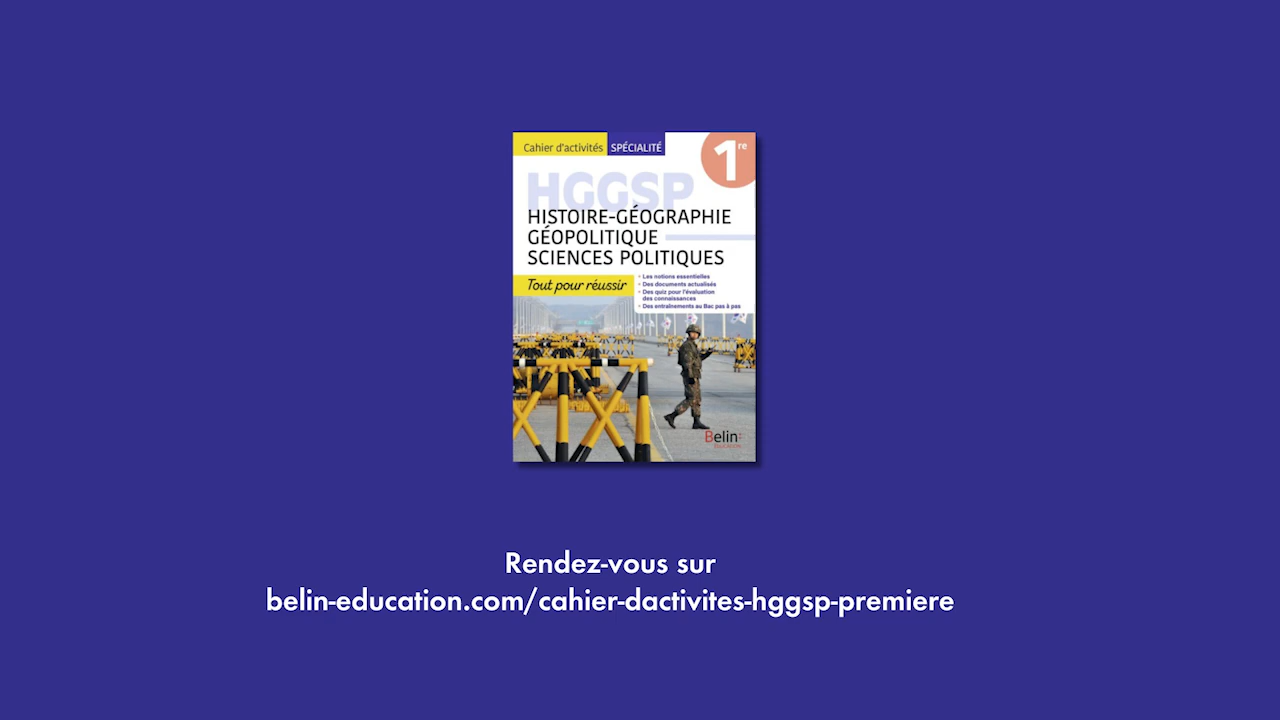 Cahier d'activités SPÉCIALITÉ
1re
HGGSP
HISTOIRE-GÉOGRAPHIE
GÉOPOLITIQUE
SCIENCES POLITIQUES
Tout pour réussir
• Les notions essentielles
• Des documents actualisés
• Des quiz pour l'évaluation
des connaissances
• Des entraînements au Bac pas à pas
Belin:
ÉDUCATION
Rendez-vous sur
belin-education.com/cahier-dactivites-hggsp-premiere